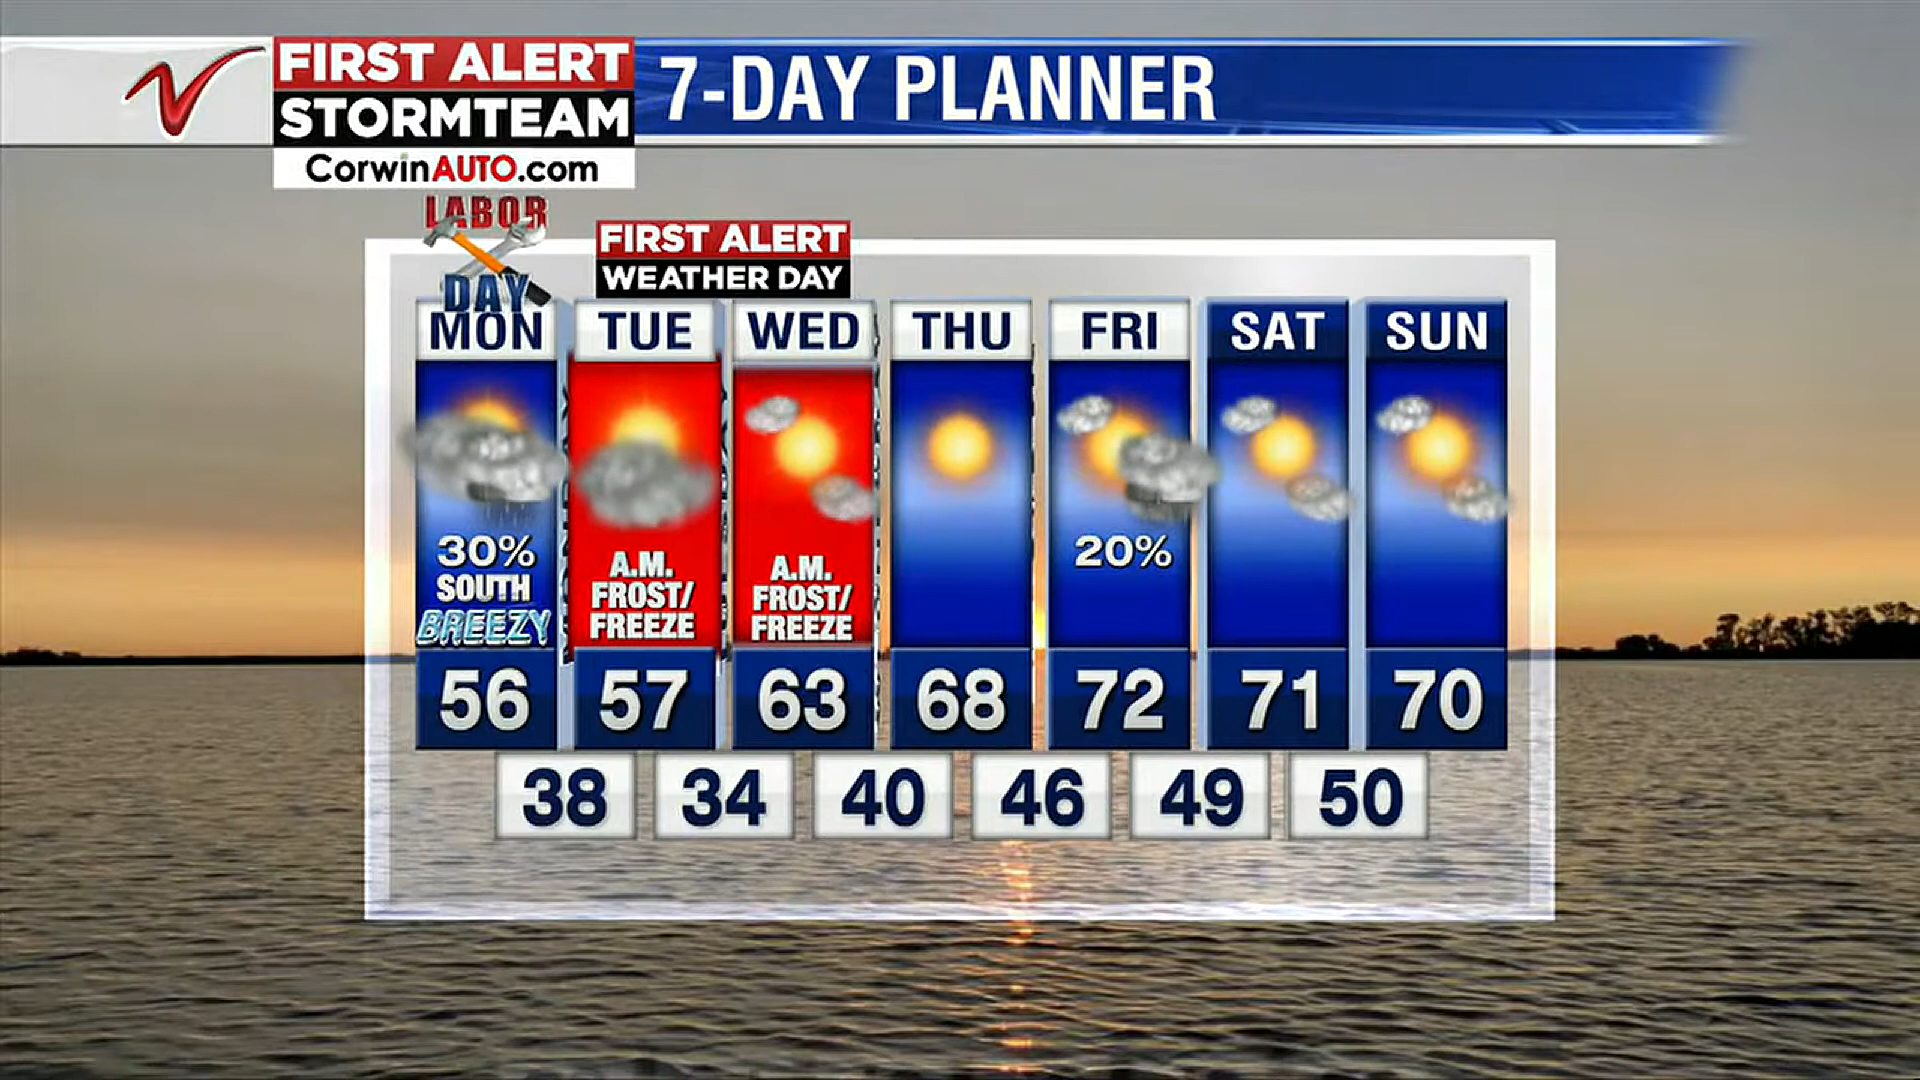 FIRST ALERT
STORMTEAM
CorwinAUTO.com
7-DAY PLANNER
LABOR
DAY
FIRST ALERT
WEATHER DAY
MON TUE WED THU FRI SAT SUN
30%
SOUTH
BREEZY
A.M.
FROST/
FREEZE
A.M.
FROST/
FREEZE
20%
56 57 63 68 72 71 70
38 34 40 46 49 50